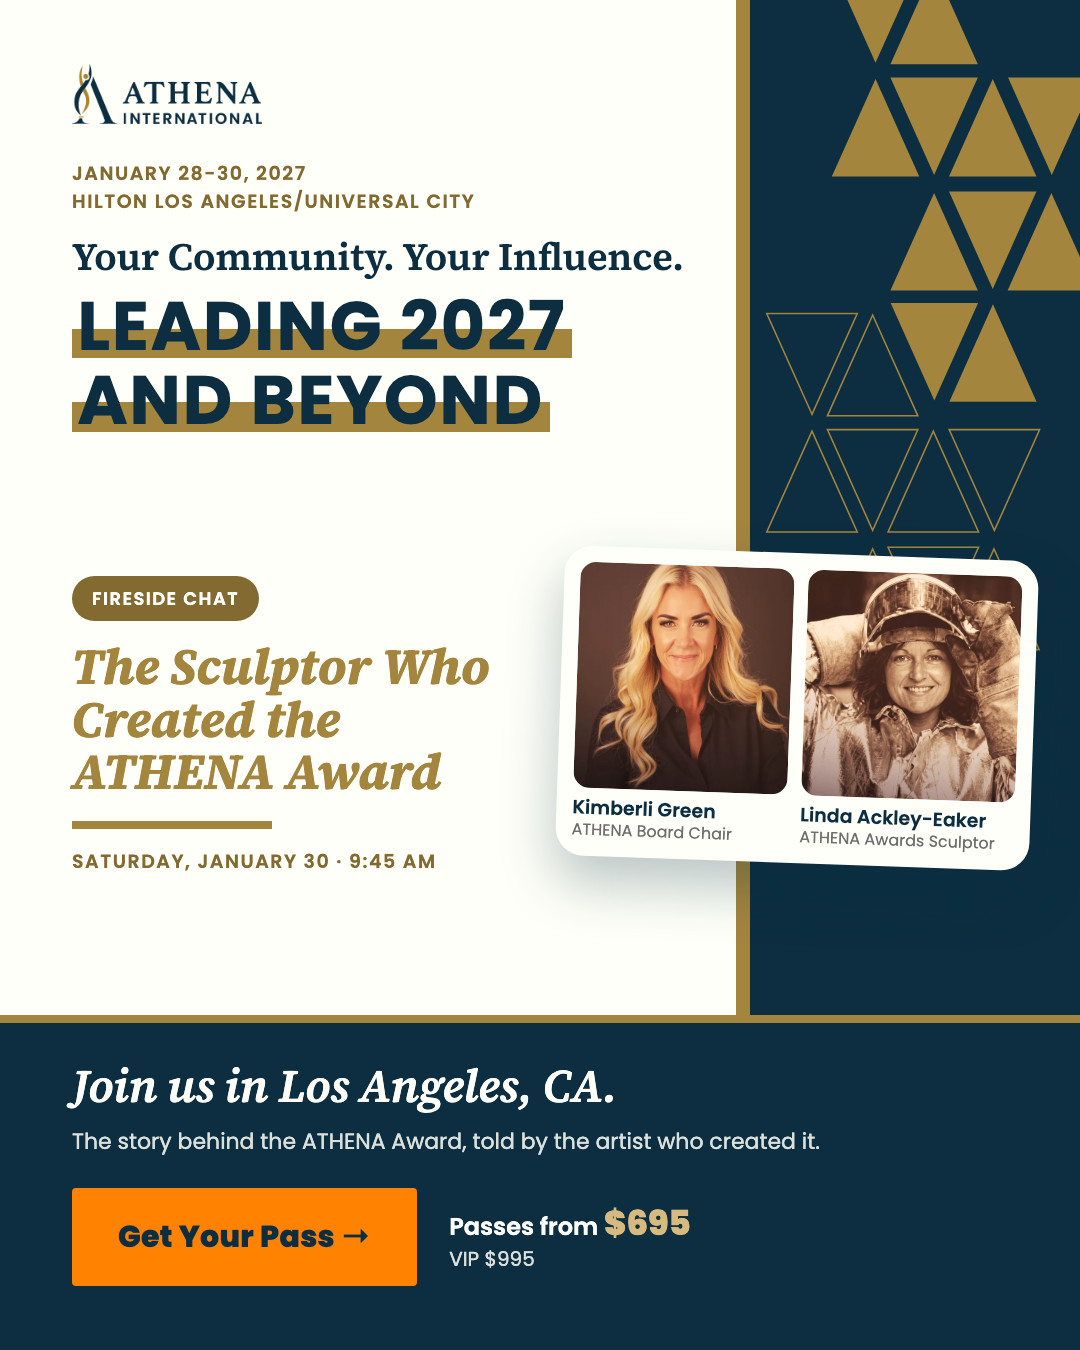 ATHENA
INTERNATIONAL
JANUARY 28-30, 2027
HILTON LOS ANGELES/UNIVERSAL CITY
Your Community. Your Influence.
LEADING 2027
AND BEYOND
FIRESIDE CHAT
The Sculptor Who
Created the
ATHENA Award
SATURDAY, JANUARY 30 · 9:45 AM
Kimberli Green
ATHENA Board Chair
Linda Ackley-Eaker
ATHENA Awards Sculptor
Join us in Los Angeles, CA.
The story behind the ATHENA Award, told by the artist who created it.
Get Your Pass →
Passes from $695
VIP $995